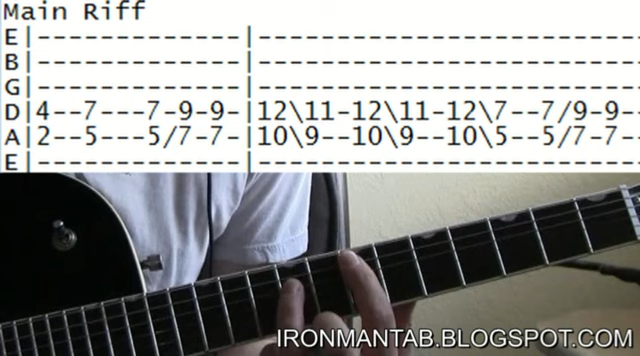 Main Riff
E|-------------|------------------------
B|-------------|------------------------
G|-------------|------------------------
D|4--7---7-9-9-|12\11-12\11-12\7--7/9-9-
A|2--5---5/7-7-|10\9--10\9--10\5--5/7-7-
E|-------------|------------------------
IRONMANTAB.BLOGSPOT.COM